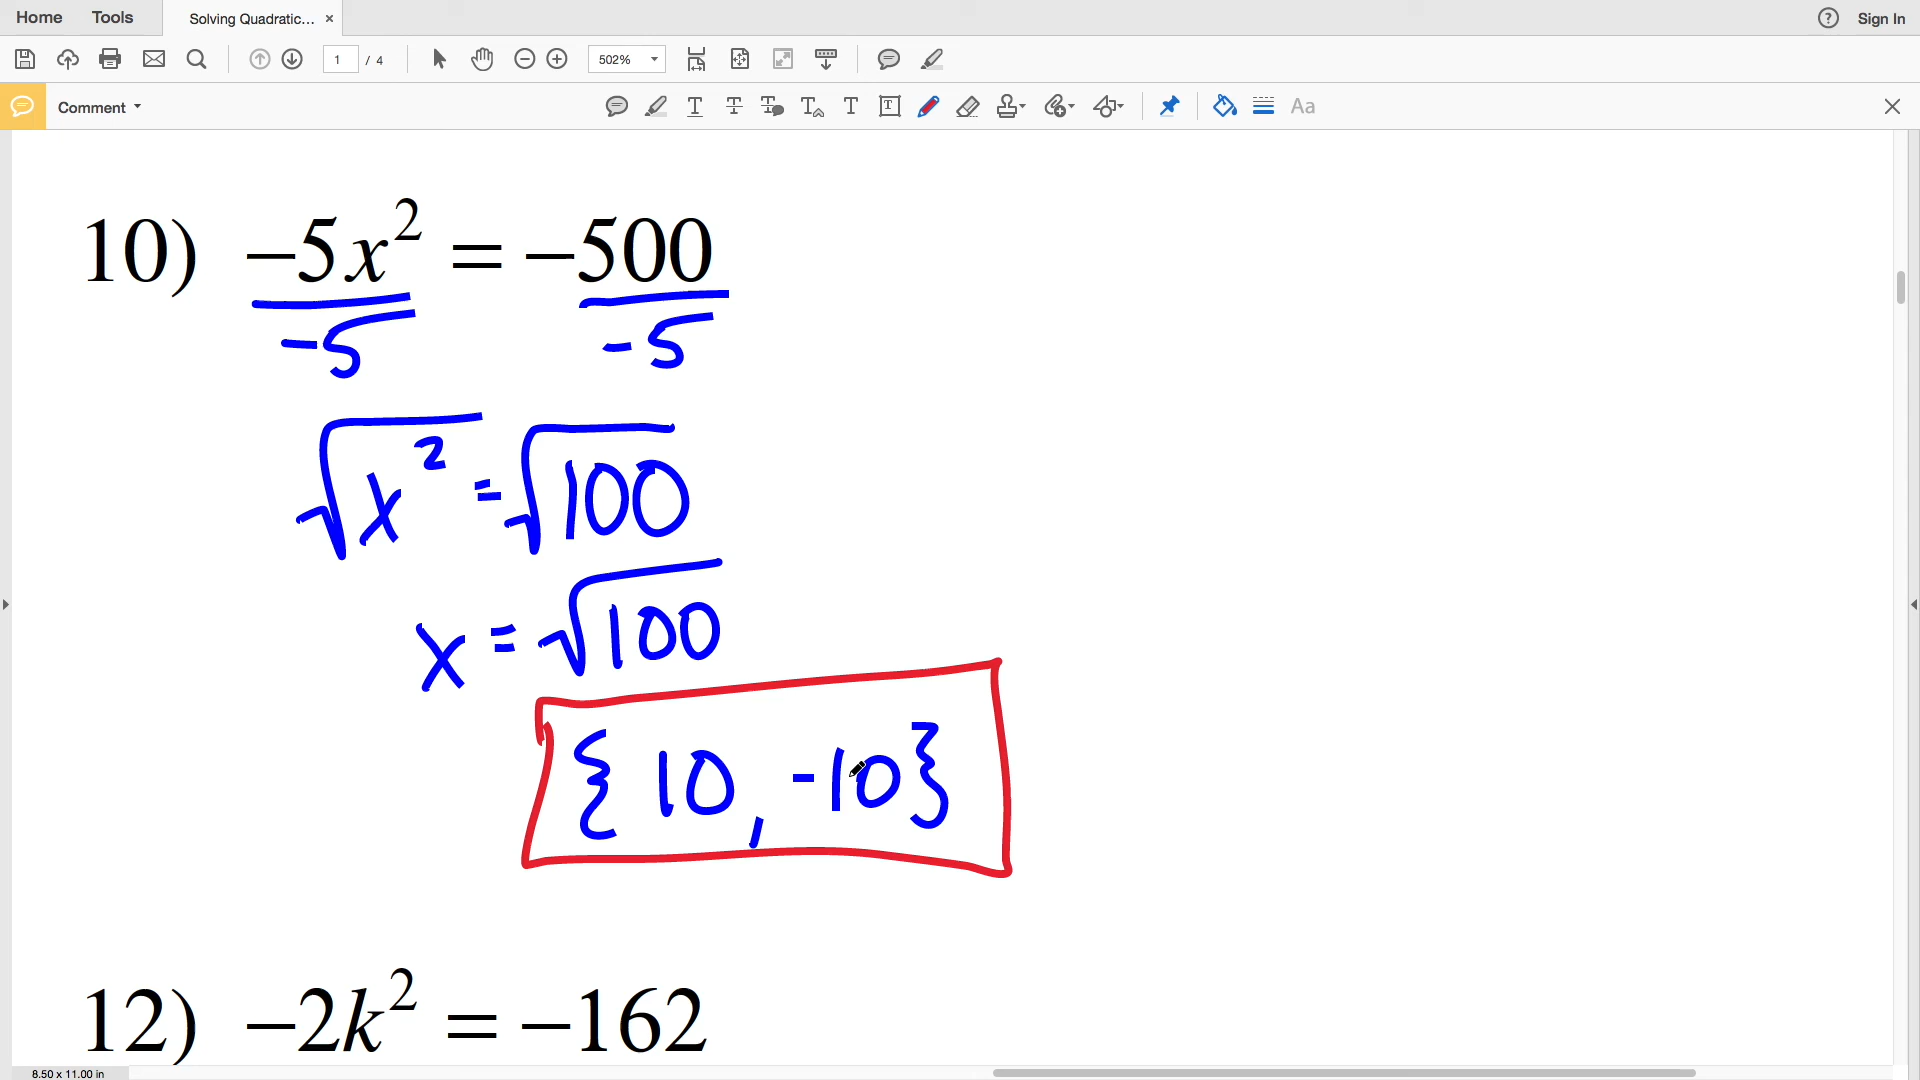 Home Tools Solving Quadratic... × ? Sign In
1 / 4 502%
Comment T T T T T T Aa
10) −5x² = −500
-5 -5
√x² = √100
x = √100
{ 10, -10}
12) −2k² = −162
8.50 x 11.00 in